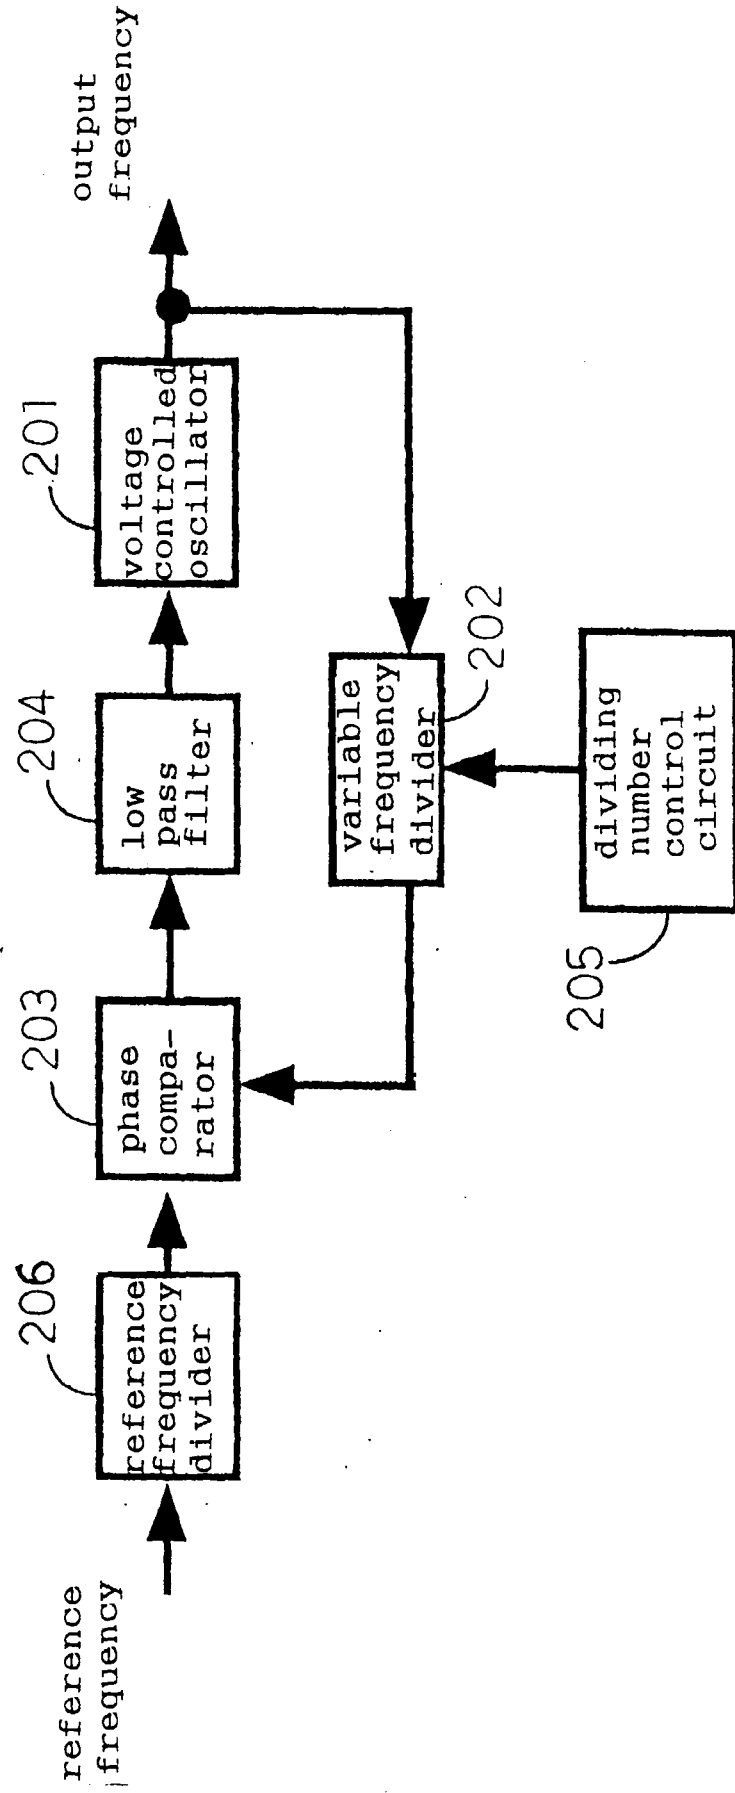 reference
frequency
206
reference
frequency
divider
203
phase
compa-
rator
204
low
pass
filter
201
voltage
controlled
oscillator
output
frequency
variable
frequency
divider
202
205
dividing
number
control
circuit